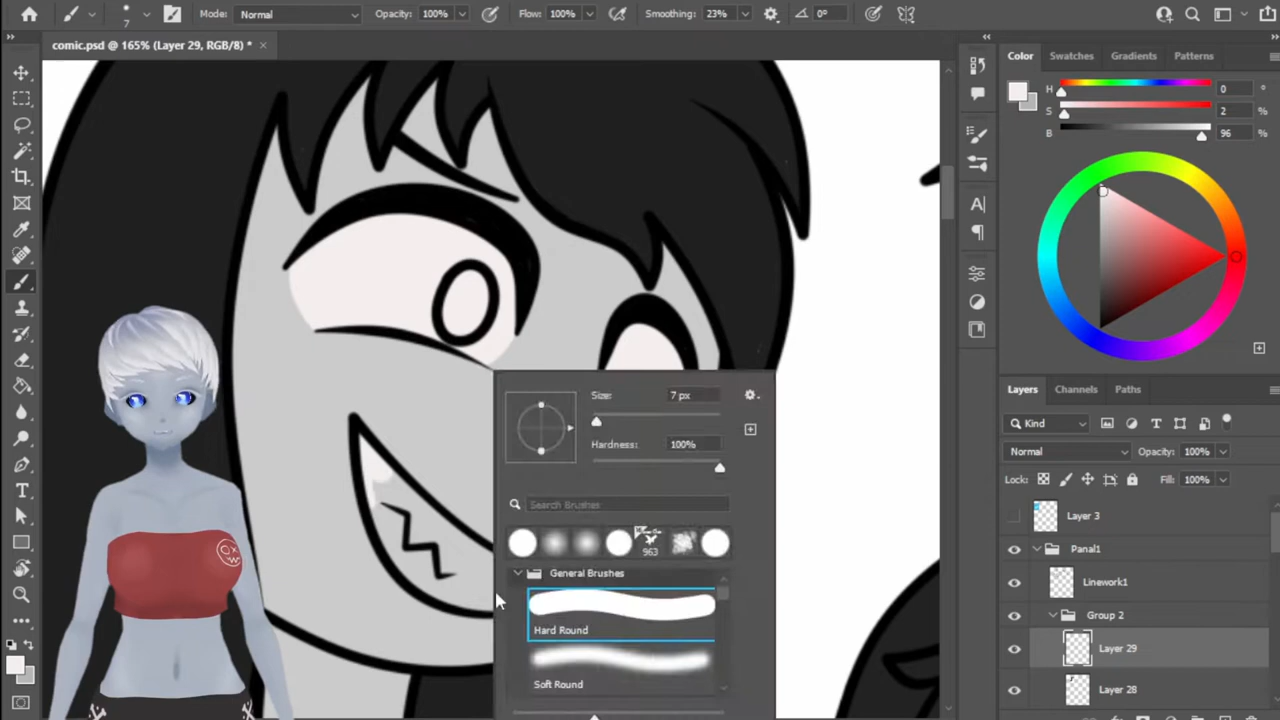 7
Mode: Normal
Opacity: 100%
Flow: 100%
Smoothing: 23%
0°
comic.psd @ 165% (Layer 29, RGB/8) *
Color Swatches Gradients Patterns
H 0 °
S 2 %
B 96 %
Size: 7 px
Hardness: 100%
Search Brushes
963
General Brushes
Hard Round
Soft Round
Layers Channels Paths
Kind
Normal Opacity: 100%
Lock: Fill: 100%
Layer 3
Panal1
Linework1
Group 2
Layer 29
Layer 28